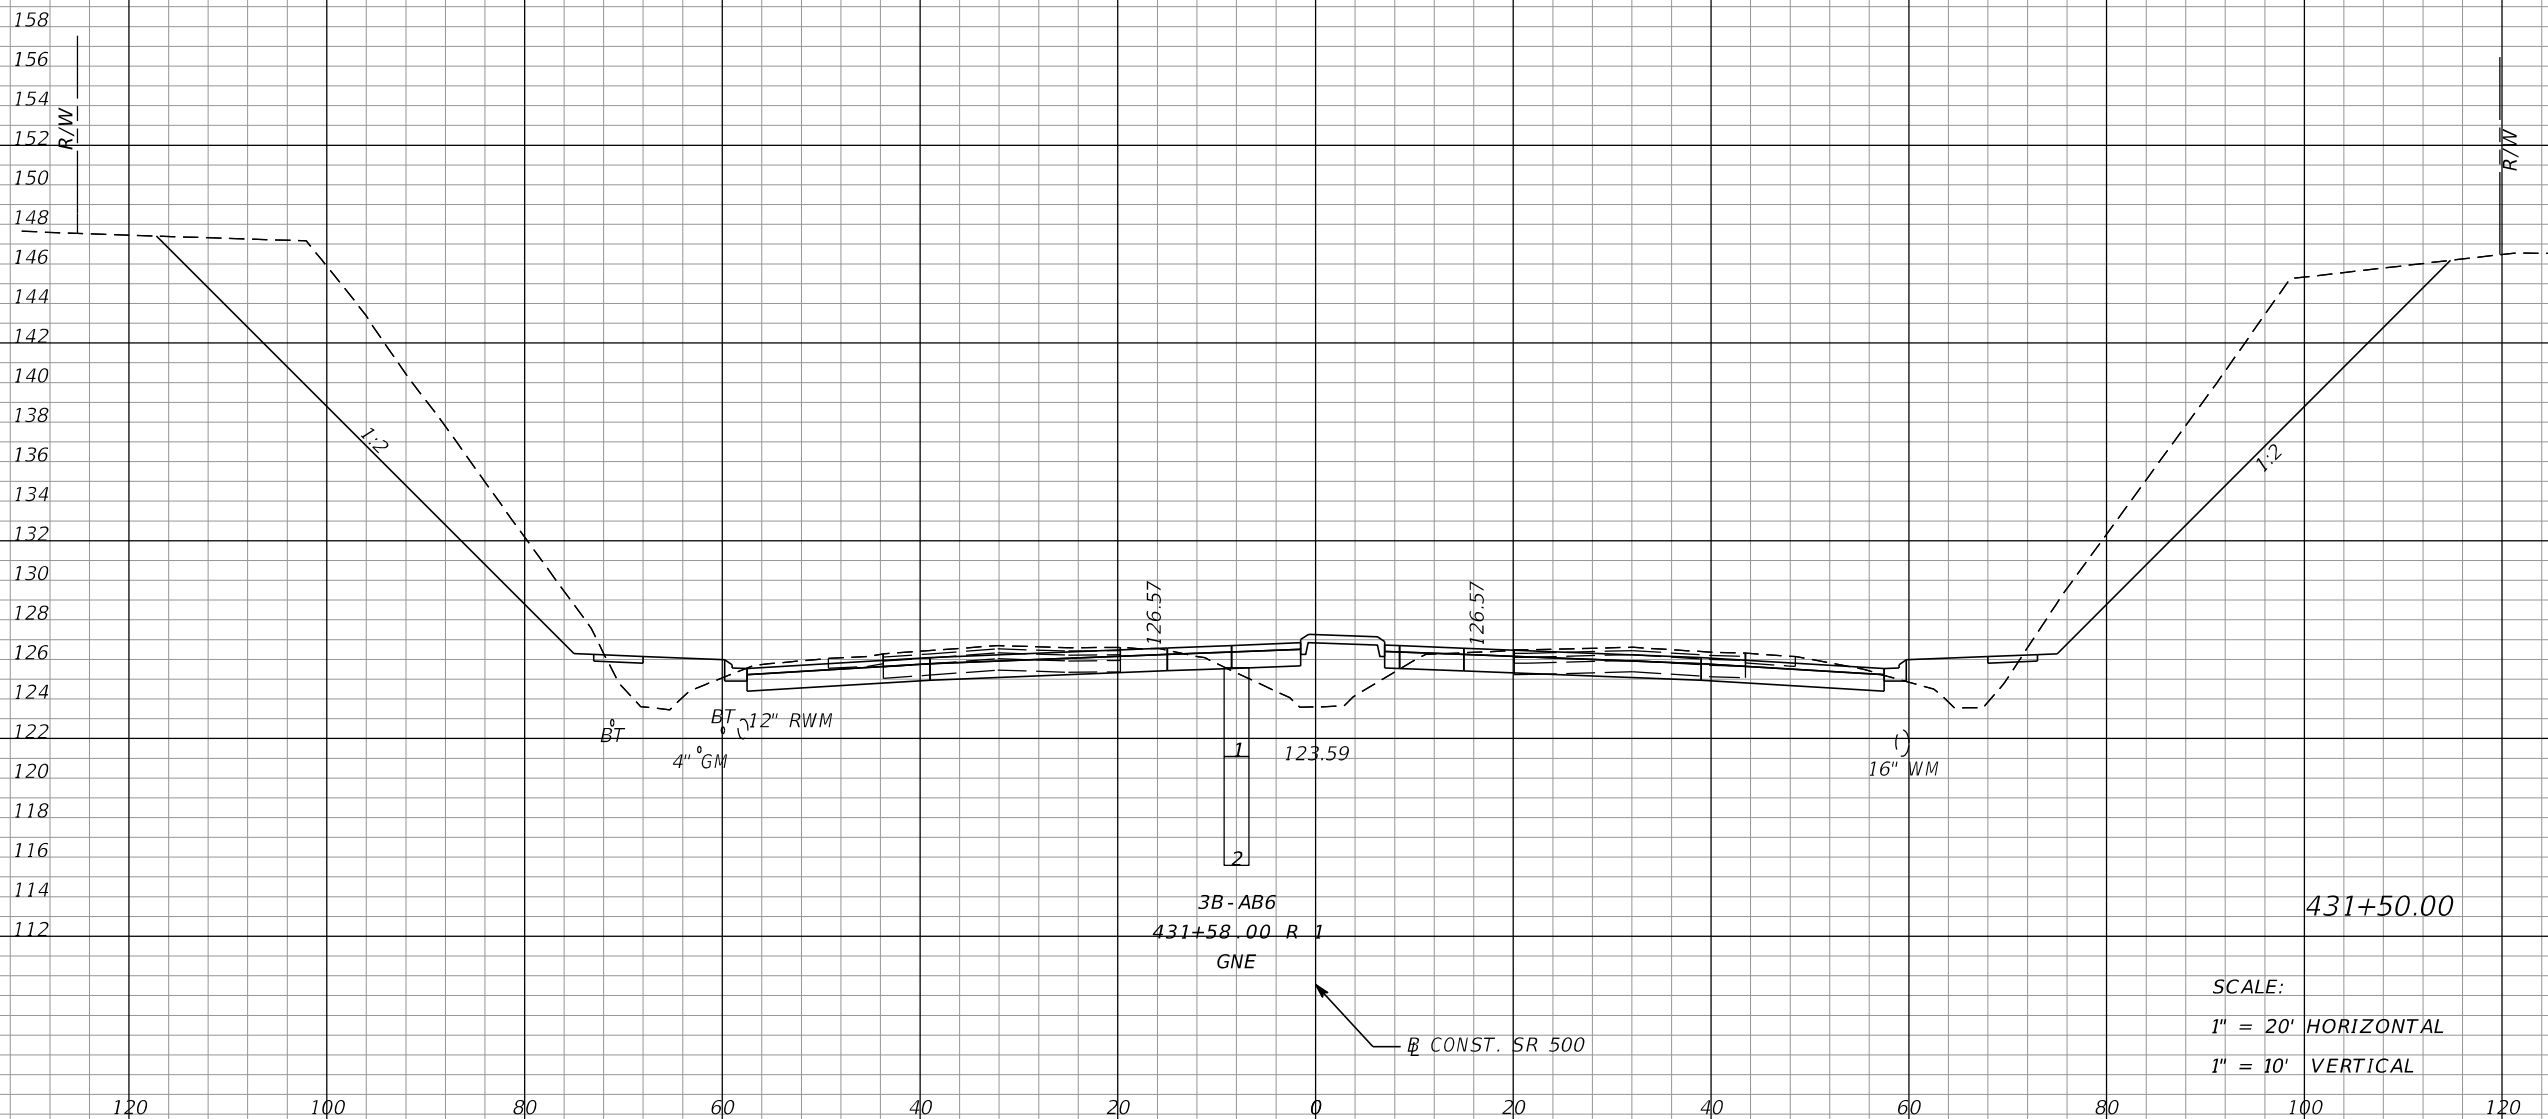 158
156
154
152
150
148
146
144
142
140
138
136
134
132
130
128
126
124
122
120
118
116
114
112
R/W
R/W
1:2
1:2
126.57
126.57
BT
BT
12" RWM
4" GM
1
123.59
16" WM
2
3B-AB6
431+58.00 R 1
GNE
431+50.00
SCALE:
1" = 20' HORIZONTAL
1" = 10' VERTICAL
BL CONST. SR 500
120 100 80 60 40 20 0 20 40 60 80 100 120